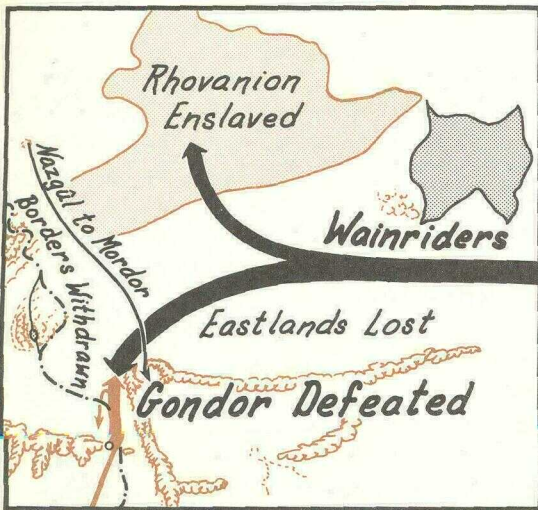 Rhovanion
Enslaved
Nazgûl to Mordor
Borders Withdrawn
Wainriders
Eastlands Lost
Gondor Defeated